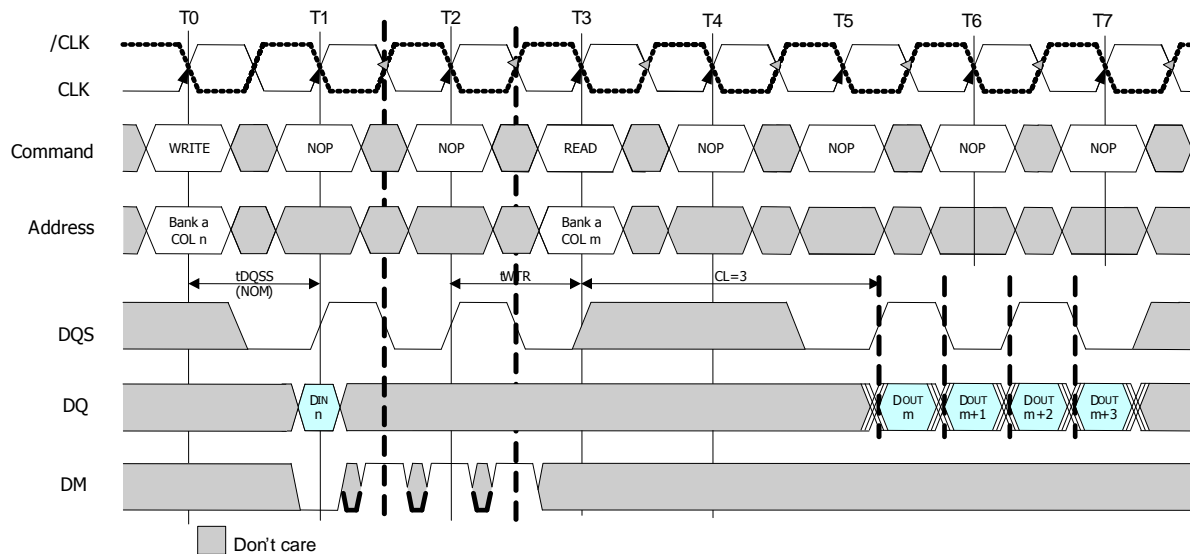 T0 T1 T2 T3 T4 T5 T6 T7
/CLK
CLK
Command WRITE NOP NOP READ NOP NOP NOP NOP
Address Bank a COL n Bank a COL m
tDQSS (NOM) tWTR CL=3
DQS
DQ DIN n DOUT m DOUT m+1 DOUT m+2 DOUT m+3
DM
Don't care